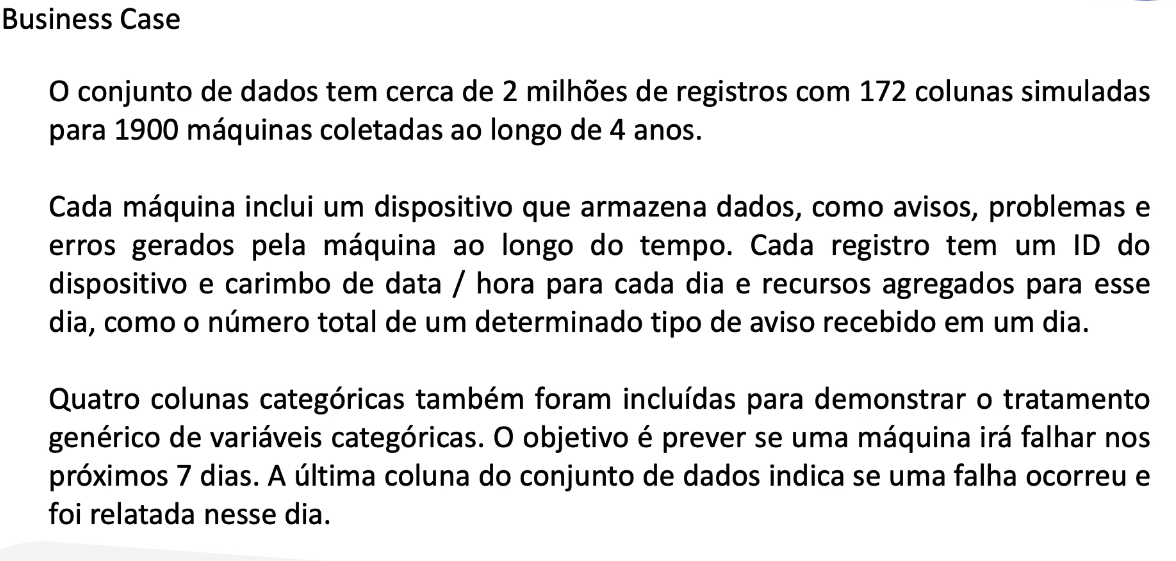 Business Case
O conjunto de dados tem cerca de 2 milhões de registros com 172 colunas simuladas
para 1900 máquinas coletadas ao longo de 4 anos.
Cada máquina inclui um dispositivo que armazena dados, como avisos, problemas e
erros gerados pela máquina ao longo do tempo. Cada registro tem um ID do
dispositivo e carimbo de data / hora para cada dia e recursos agregados para esse
dia, como o número total de um determinado tipo de aviso recebido em um dia.
Quatro colunas categóricas também foram incluídas para demonstrar o tratamento
genérico de variáveis categóricas. O objetivo é prever se uma máquina irá falhar nos
próximos 7 dias. A última coluna do conjunto de dados indica se uma falha ocorreu e
foi relatada nesse dia.